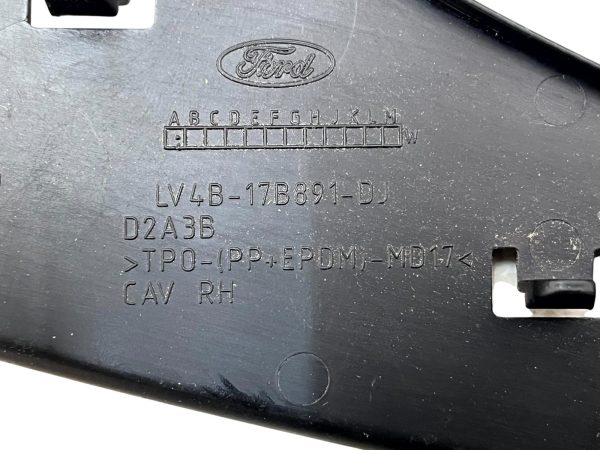 Ford
A B C D E F G H J K L M
W
LV4B-17B891-DJ
D2A3B
>TPO-(PP+EPDM)-MD17<
CAV RH